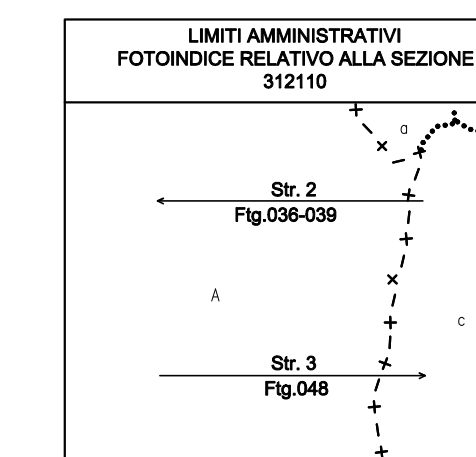 LIMITI AMMINISTRATIVI
FOTOINDICE RELATIVO ALLA SEZIONE
312110
a
Str. 2
Ftg.036-039
A
c
Str. 3
Ftg.048